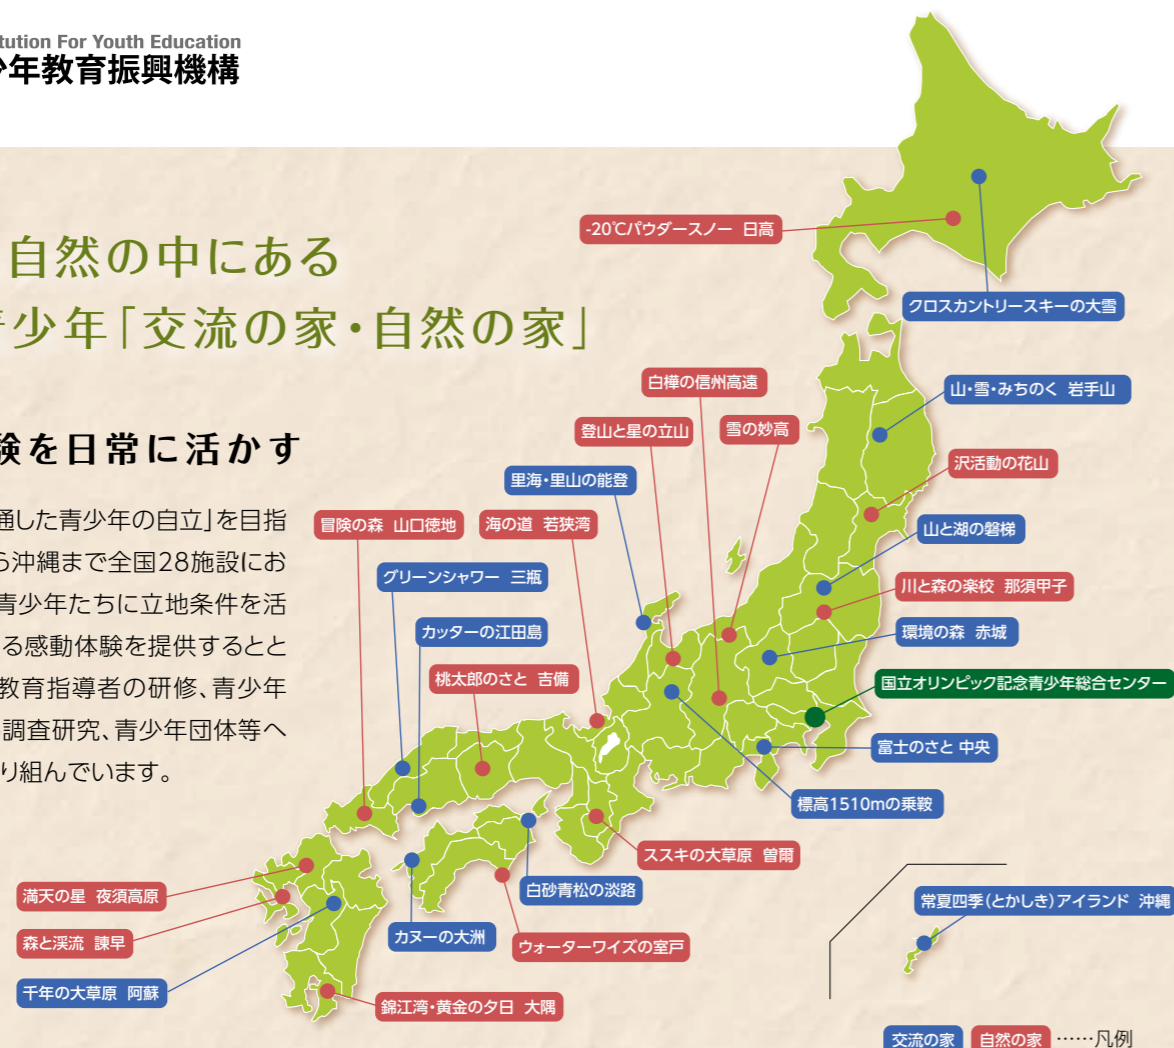 tution For Youth Education
少年教育振興機構
自然の中にある
青少年「交流の家・自然の家」
験を日常に活かす
通した青少年の自立」を目指
ら沖縄まで全国28施設にお
青少年たちに立地条件を活
る感動体験を提供するとと
教育指導者の研修、青少年
調査研究、青少年団体等へ
り組んでいます。
-20℃パウダースノー 日高
クロスカントリースキーの大雪
白樺の信州高遠
山・雪・みちのく 岩手山
登山と星の立山
雪の妙高
沢活動の花山
里海・里山の能登
冒険の森 山口徳地
海の道 若狭湾
山と湖の磐梯
グリーンシャワー 三瓶
川と森の楽校 那須甲子
カッターの江田島
環境の森 赤城
桃太郎のさと 吉備
国立オリンピック記念青少年総合センター
富士のさと 中央
標高1510mの乗鞍
ススキの大草原 曽爾
満天の星 夜須高原
白砂青松の淡路
常夏四季(とかしき)アイランド 沖縄
森と渓流 諫早
カヌーの大洲
ウォーターワイズの室戸
千年の大草原 阿蘇
錦江湾・黄金の夕日 大隅
交流の家 自然の家 ……凡例